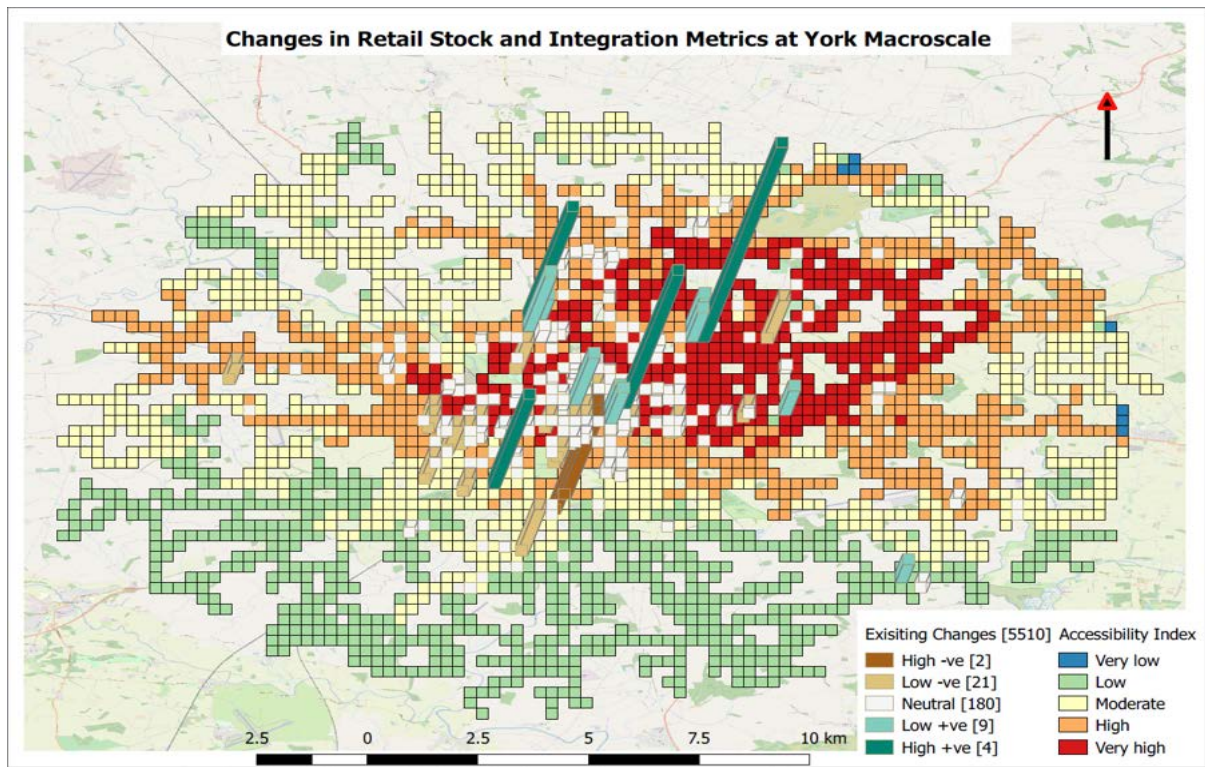 Changes in Retail Stock and Integration Metrics at York Macroscale
Exisiting Changes [5510] Accessibility Index
High -ve [2] Very low
Low -ve [21] Low
Neutral [180] Moderate
Low +ve [9] High
High +ve [4] Very high
2.5 0 2.5 5 7.5 10 km